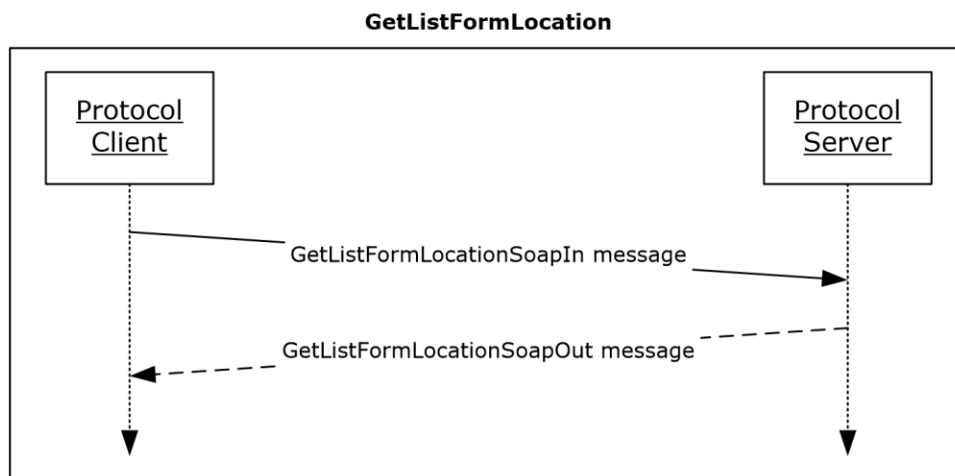 GetListFormLocation
Protocol
Client
Protocol
Server
GetListFormLocationSoapIn message
GetListFormLocationSoapOut message